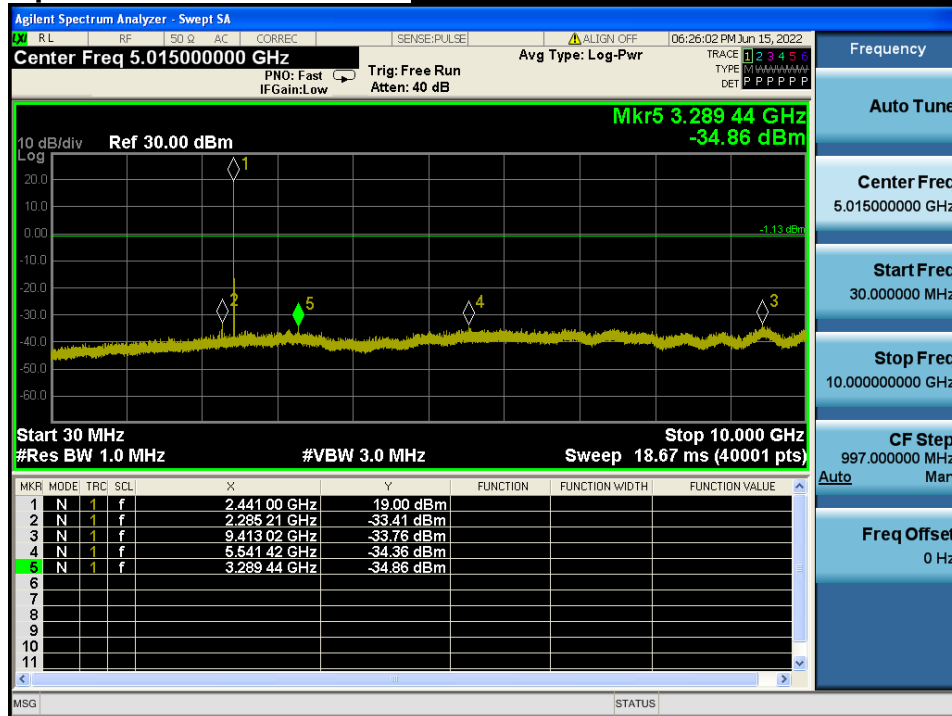 Agilent Spectrum Analyzer - Swept SA
LXI RL RF 50 Ω AC CORREC SENSE:PULSE ALIGN OFF 06:26:02 PM Jun 15, 2022
Center Freq 5.015000000 GHz
PNO: Fast
IFGain:Low
Trig: Free Run
Atten: 40 dB
Avg Type: Log-Pwr
TRACE 1 2 3 4 5 6
TYPE M W W W W W
DET P P P P P P
Mkr5 3.289 44 GHz
-34.86 dBm
10 dB/div Ref 30.00 dBm
Log
1
20.0
10.0
0.00
-1.13 dBm
-10.0
-20.0
2 5 4 3
-30.0
-40.0
-50.0
-60.0
Start 30 MHz Stop 10.000 GHz
#Res BW 1.0 MHz #VBW 3.0 MHz Sweep 18.67 ms (40001 pts)
MKR MODE TRC SCL X Y FUNCTION FUNCTION WIDTH FUNCTION VALUE
1 N 1 f 2.441 00 GHz 19.00 dBm
2 N 1 f 2.285 21 GHz -33.41 dBm
3 N 1 f 9.413 02 GHz -33.76 dBm
4 N 1 f 5.541 42 GHz -34.36 dBm
5 N 1 f 3.289 44 GHz -34.86 dBm
6
7
8
9
10
11
MSG STATUS
Frequency
Auto Tune
Center Freq
5.015000000 GHz
Start Freq
30.000000 MHz
Stop Freq
10.000000000 GHz
CF Step
997.000000 MHz
Auto Man
Freq Offset
0 Hz